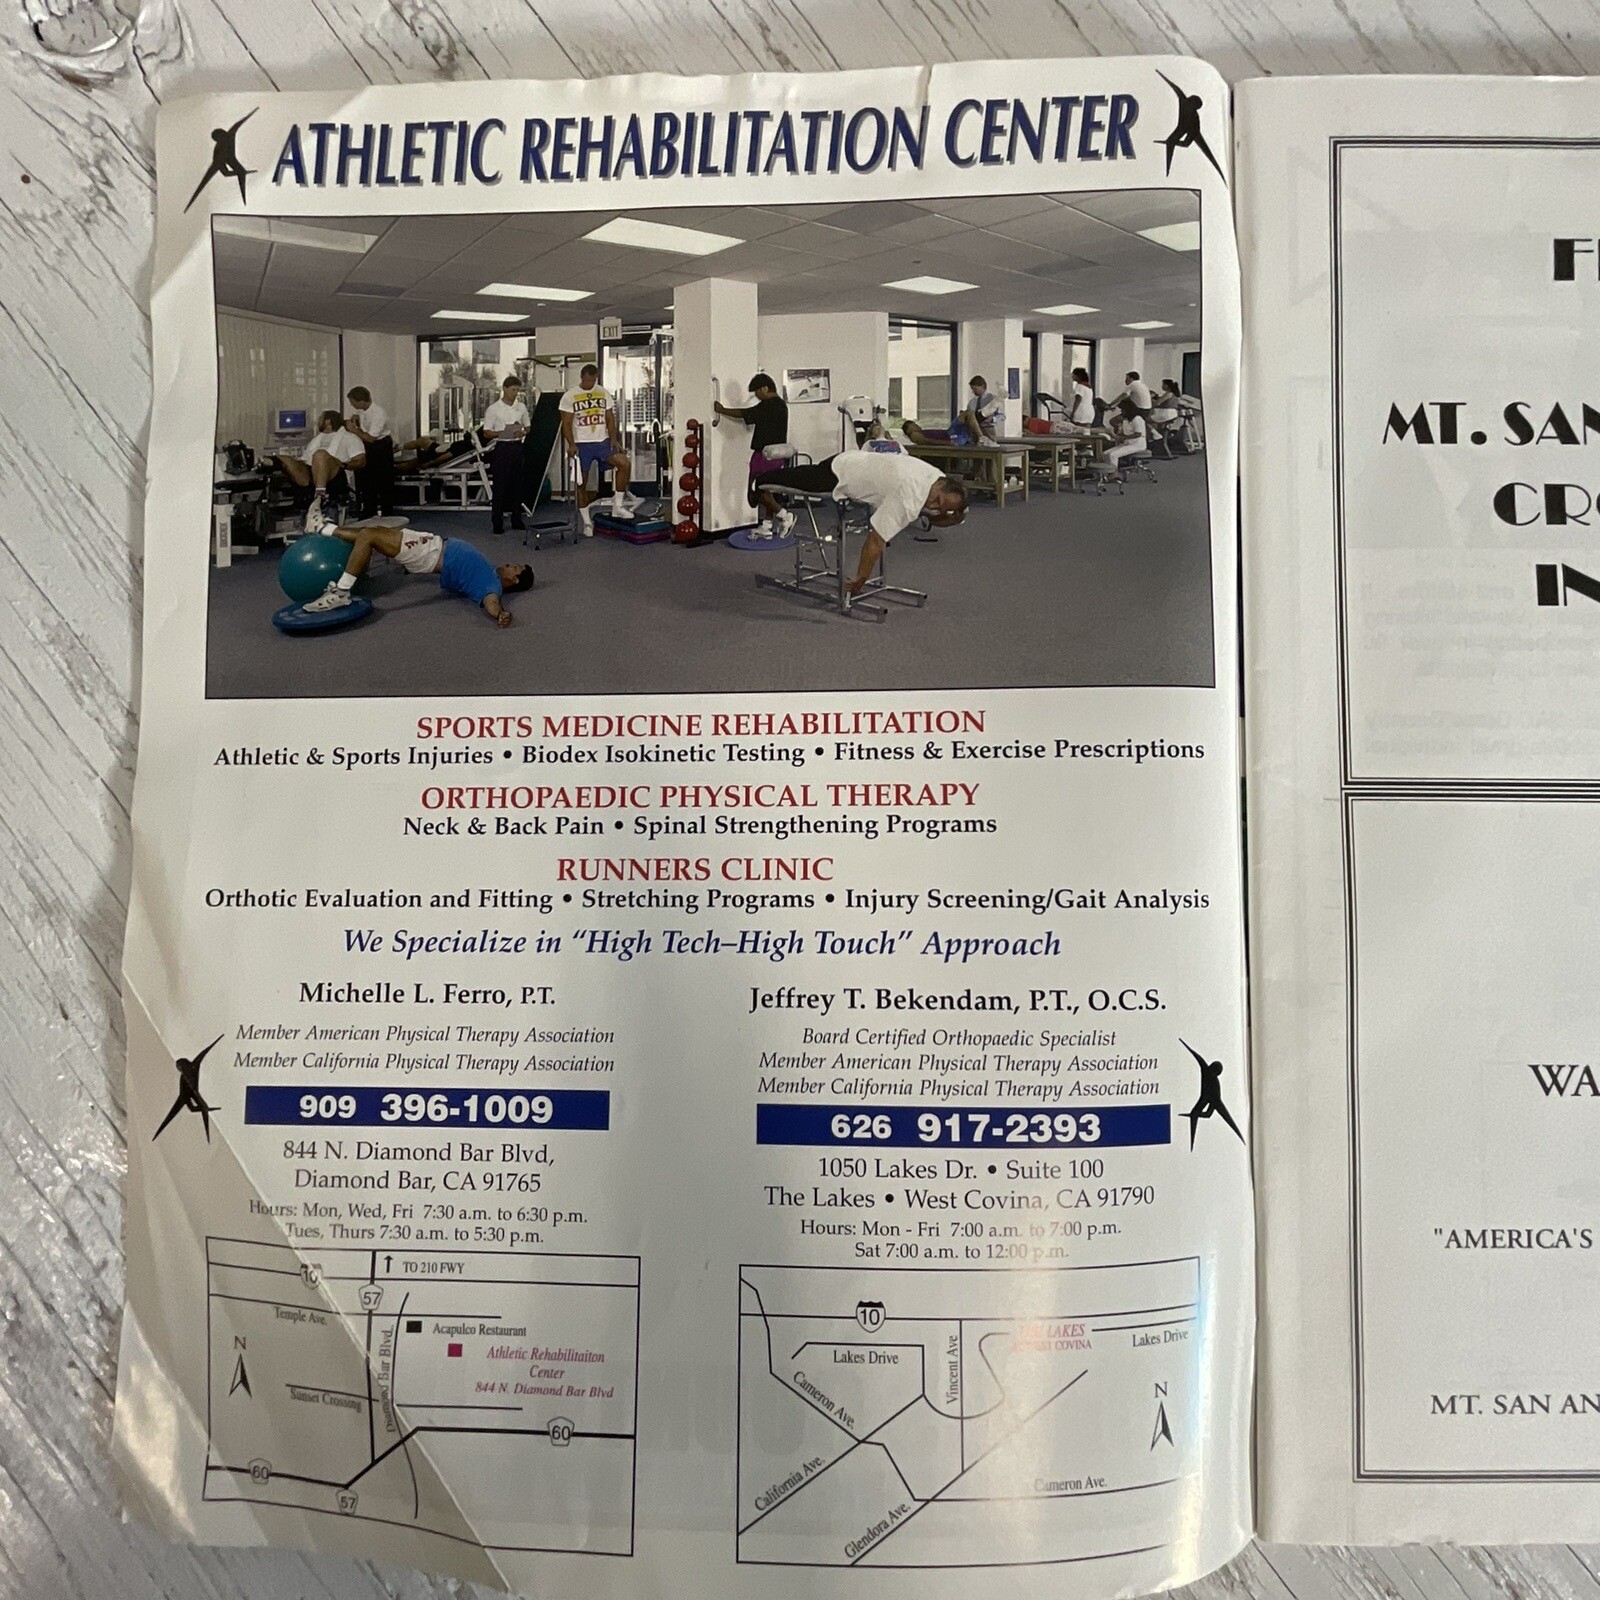 ATHLETIC REHABILITATION CENTER
EXIT
INXS
KICK
SPORTS MEDICINE REHABILITATION
Athletic & Sports Injuries • Biodex Isokinetic Testing • Fitness & Exercise Prescriptions
ORTHOPAEDIC PHYSICAL THERAPY
Neck & Back Pain • Spinal Strengthening Programs
RUNNERS CLINIC
Orthotic Evaluation and Fitting • Stretching Programs • Injury Screening/Gait Analysis
We Specialize in “High Tech–High Touch” Approach
Michelle L. Ferro, P.T.
Member American Physical Therapy Association
Member California Physical Therapy Association
909 396-1009
844 N. Diamond Bar Blvd,
Diamond Bar, CA 91765
Hours: Mon, Wed, Fri 7:30 a.m. to 6:30 p.m.
Tues, Thurs 7:30 a.m. to 5:30 p.m.
10
TO 210 FWY
57
Temple Ave.
Acapulco Restaurant
N
Diamond Bar Blvd.
Athletic Rehabilitaiton
Center
844 N. Diamond Bar Blvd
Sunset Crossing
60
60
57
Jeffrey T. Bekendam, P.T., O.C.S.
Board Certified Orthopaedic Specialist
Member American Physical Therapy Association
Member California Physical Therapy Association
626 917-2393
1050 Lakes Dr. • Suite 100
The Lakes • West Covina, CA 91790
Hours: Mon - Fri 7:00 a.m. to 7:00 p.m.
Sat 7:00 a.m. to 12:00 p.m.
10
LAKES
COVINA
Lakes Drive
Lakes Drive
Vincent Ave
Cameron Ave.
N
California Ave.
Cameron Ave.
Glendora Ave.
MT. SAN
CRO
IN
WA
"AMERICA'S
MT. SAN AN